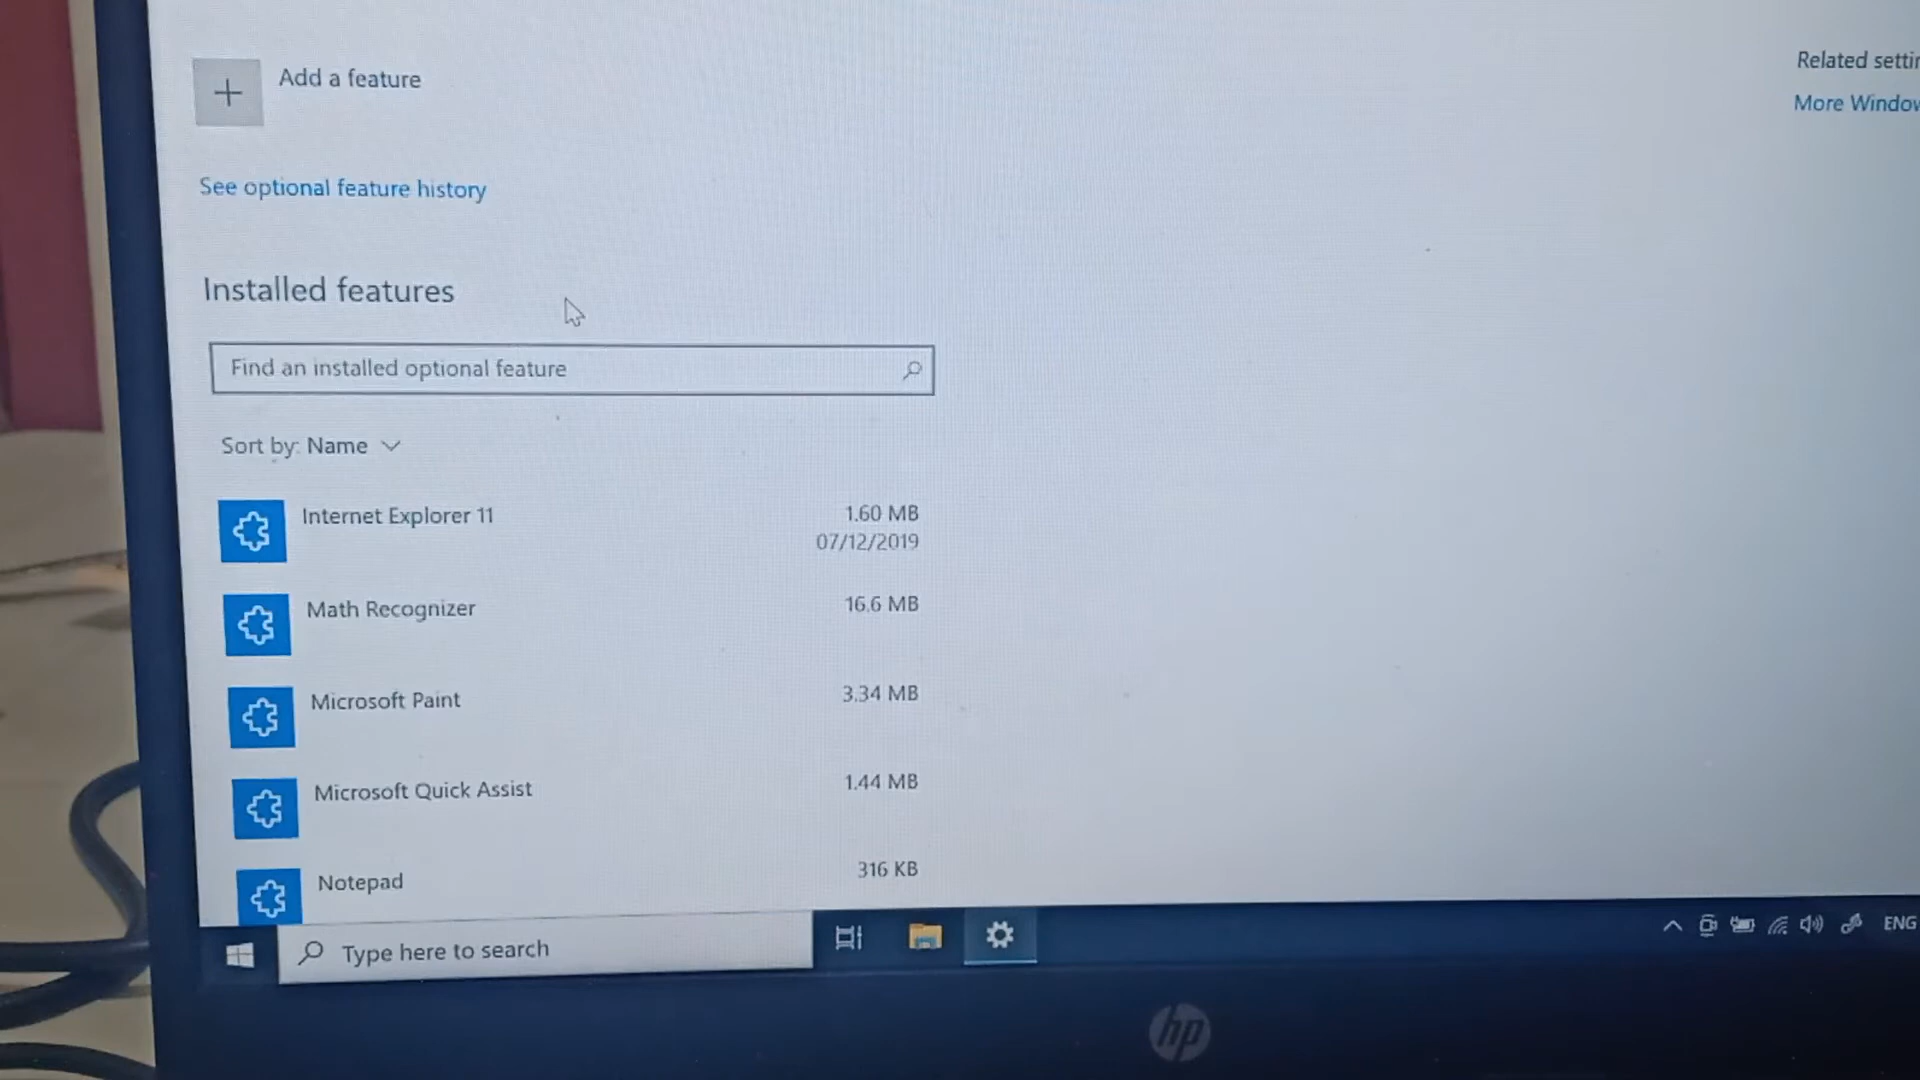 Add a feature
See optional feature history
Related
More
Installed features
Find an installed optional feature
Sort by: Name
Internet Explorer 11
1.60 MB
07/12/2019
Math Recognizer
16.6 MB
Microsoft Paint
3.34 MB
Microsoft Quick Assist
1.44 MB
Notepad
316 KB
Type here to search
ENG
hp